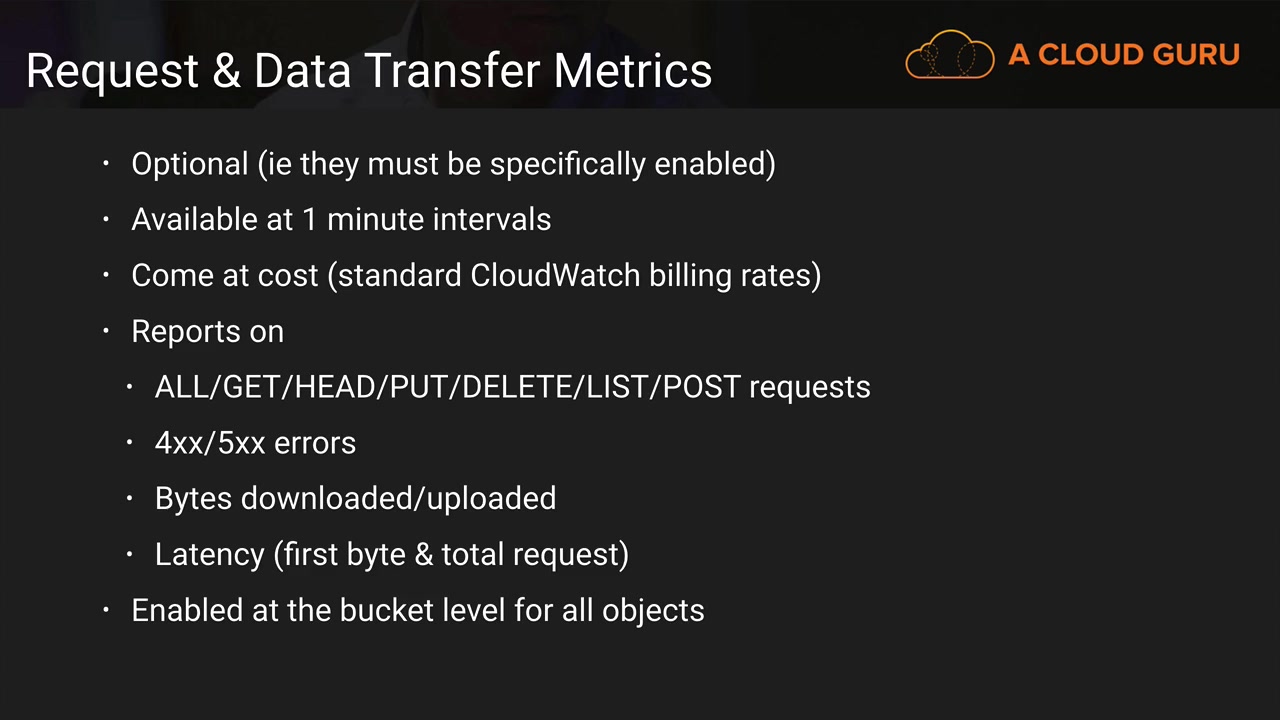 Request & Data Transfer Metrics
A CLOUD GURU
• Optional (ie they must be specifically enabled)
• Available at 1 minute intervals
• Come at cost (standard CloudWatch billing rates)
• Reports on
• ALL/GET/HEAD/PUT/DELETE/LIST/POST requests
• 4xx/5xx errors
• Bytes downloaded/uploaded
• Latency (first byte & total request)
• Enabled at the bucket level for all objects